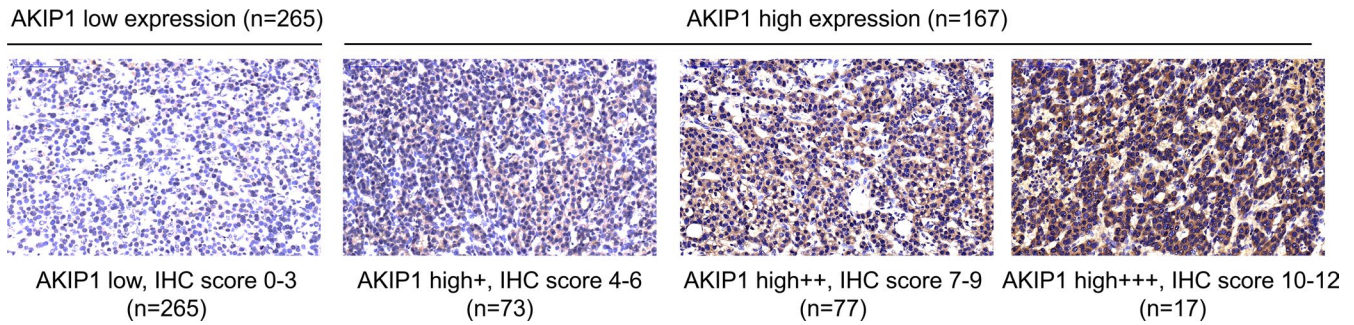 AKIP1 low expression (n=265)
AKIP1 high expression (n=167)
AKIP1 low, IHC score 0-3
(n=265)
AKIP1 high+, IHC score 4-6
(n=73)
AKIP1 high++, IHC score 7-9
(n=77)
AKIP1 high+++, IHC score 10-12
(n=17)